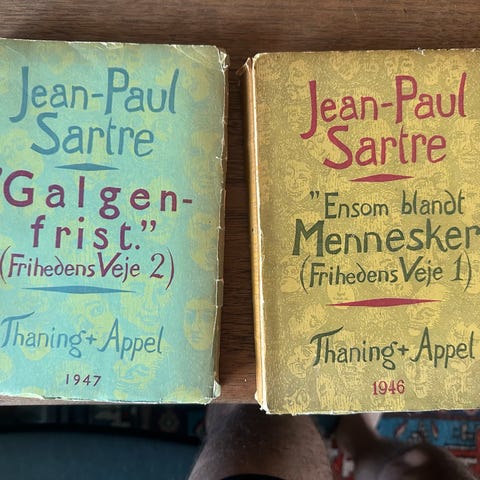 Jean-Paul
Sartre
"Galgen-
frist."
(Frihedens Veje 2)
Thaning + Appel
1947
Jean-Paul
Sartre
"Ensom blandt
Mennesker
(Frihedens Veje 1)
Thaning + Appel
1946